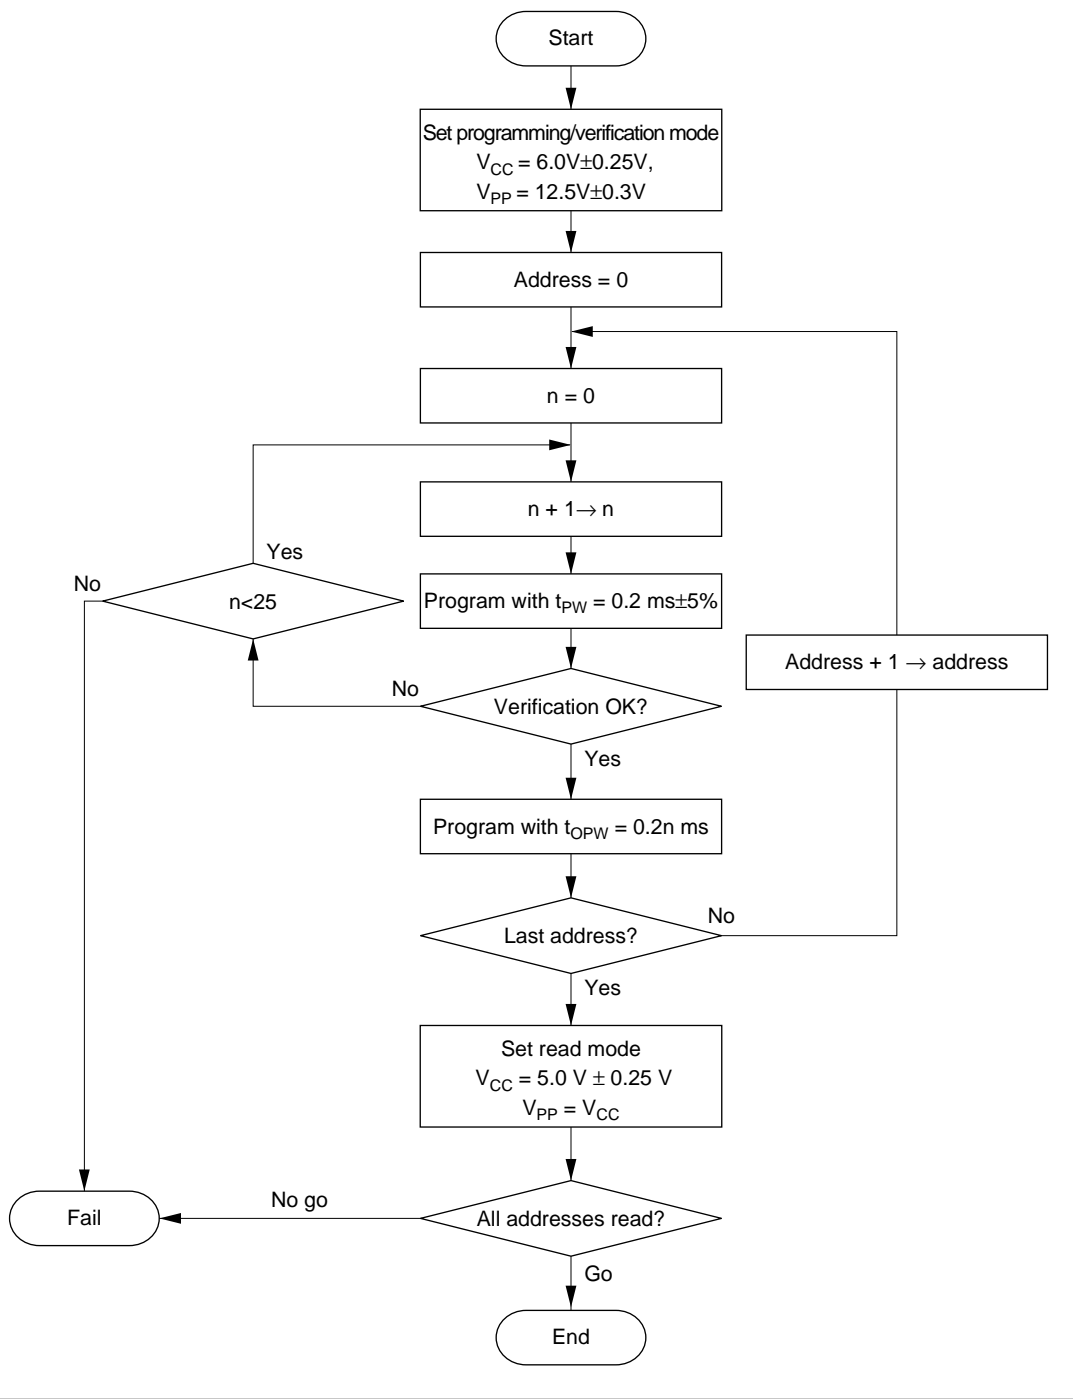 Start
Set programming/verification mode
VCC = 6.0V±0.25V,
VPP = 12.5V±0.3V
Address = 0
n = 0
n + 1→ n
Yes
No
n<25
Program with tPW = 0.2 ms±5%
Address + 1 → address
No
Verification OK?
Yes
Program with tOPW = 0.2n ms
No
Last address?
Yes
Set read mode
VCC = 5.0 V ± 0.25 V
VPP = VCC
No go
Fail
All addresses read?
Go
End